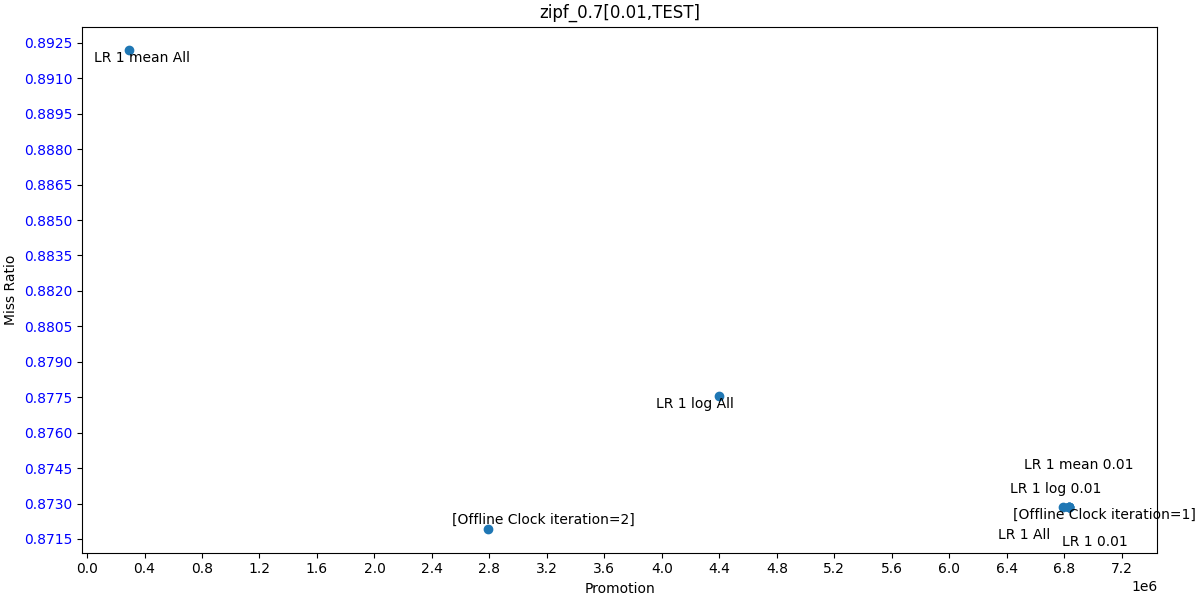 zipf_0.7[0.01,TEST]
0.8925
LR 1 mean All
0.8910
0.8895
0.8880
0.8865
0.8850
0.8835
0.8820
0.8805
0.8790
0.8775
LR 1 log All
0.8760
0.8745
LR 1 mean 0.01
LR 1 log 0.01
0.8730
[Offline Clock iteration=2]
[Offline Clock iteration=1]
LR 1 All
LR 1 0.01
0.8715
Miss Ratio
0.0 0.4 0.8 1.2 1.6 2.0 2.4 2.8 3.2 3.6 4.0 4.4 4.8 5.2 5.6 6.0 6.4 6.8 7.2
1e6
Promotion